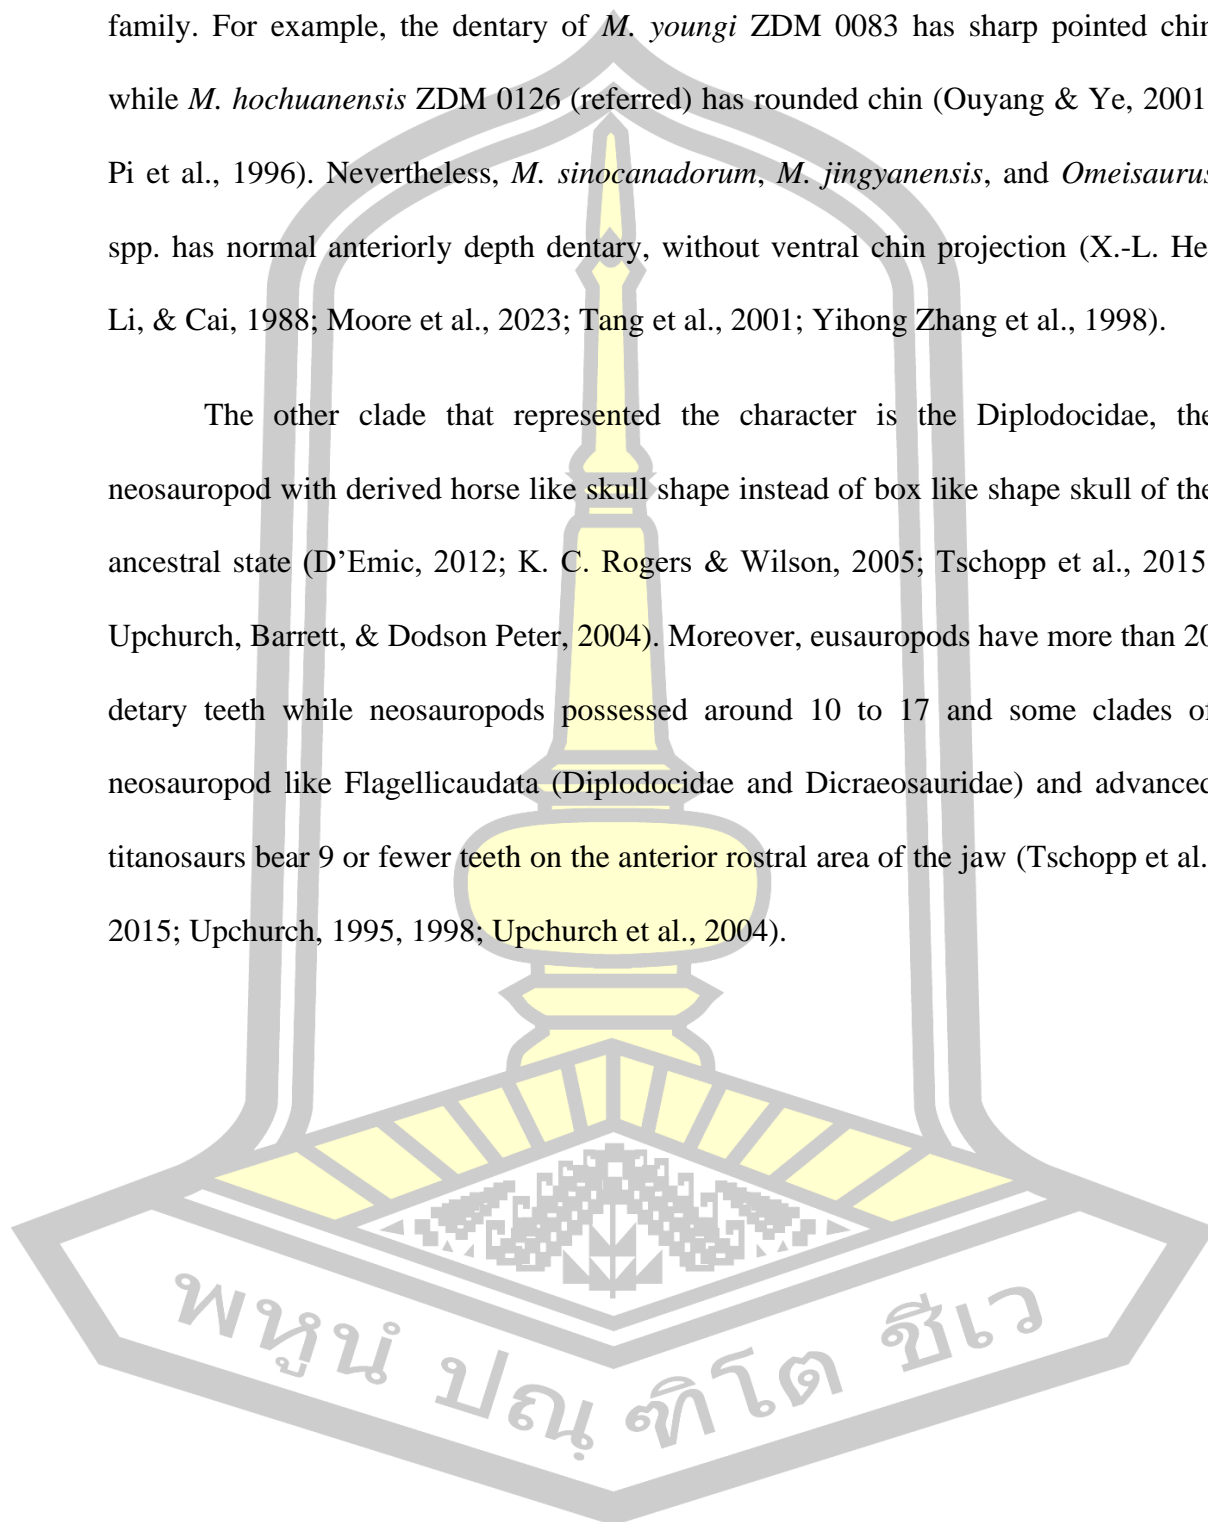 family. For example, the dentary of M. youngi ZDM 0083 has sharp pointed chin
while M. hochuanensis ZDM 0126 (referred) has rounded chin (Ouyang & Ye, 2001
Pi et al., 1996). Nevertheless, M. sinocanadorum, M. jingyanensis, and Omeisaurus
spp. has normal anteriorly depth dentary, without ventral chin projection (X.-L. He
Li, & Cai, 1988; Moore et al., 2023; Tang et al., 2001; Yihong Zhang et al., 1998).
The other clade that represented the character is the Diplodocidae, the
neosauropod with derived horse like skull shape instead of box like shape skull of the
ancestral state (D’Emic, 2012; K. C. Rogers & Wilson, 2005; Tschopp et al., 2015
Upchurch, Barrett, & Dodson Peter, 2004). Moreover, eusauropods have more than 20
detary teeth while neosauropods possessed around 10 to 17 and some clades of
neosauropod like Flagellicaudata (Diplodocidae and Dicraeosauridae) and advanced
titanosaurs bear 9 or fewer teeth on the anterior rostral area of the jaw (Tschopp et al.
2015; Upchurch, 1995, 1998; Upchurch et al., 2004).
พหูนํ ปณฺฑิโต ชีเว